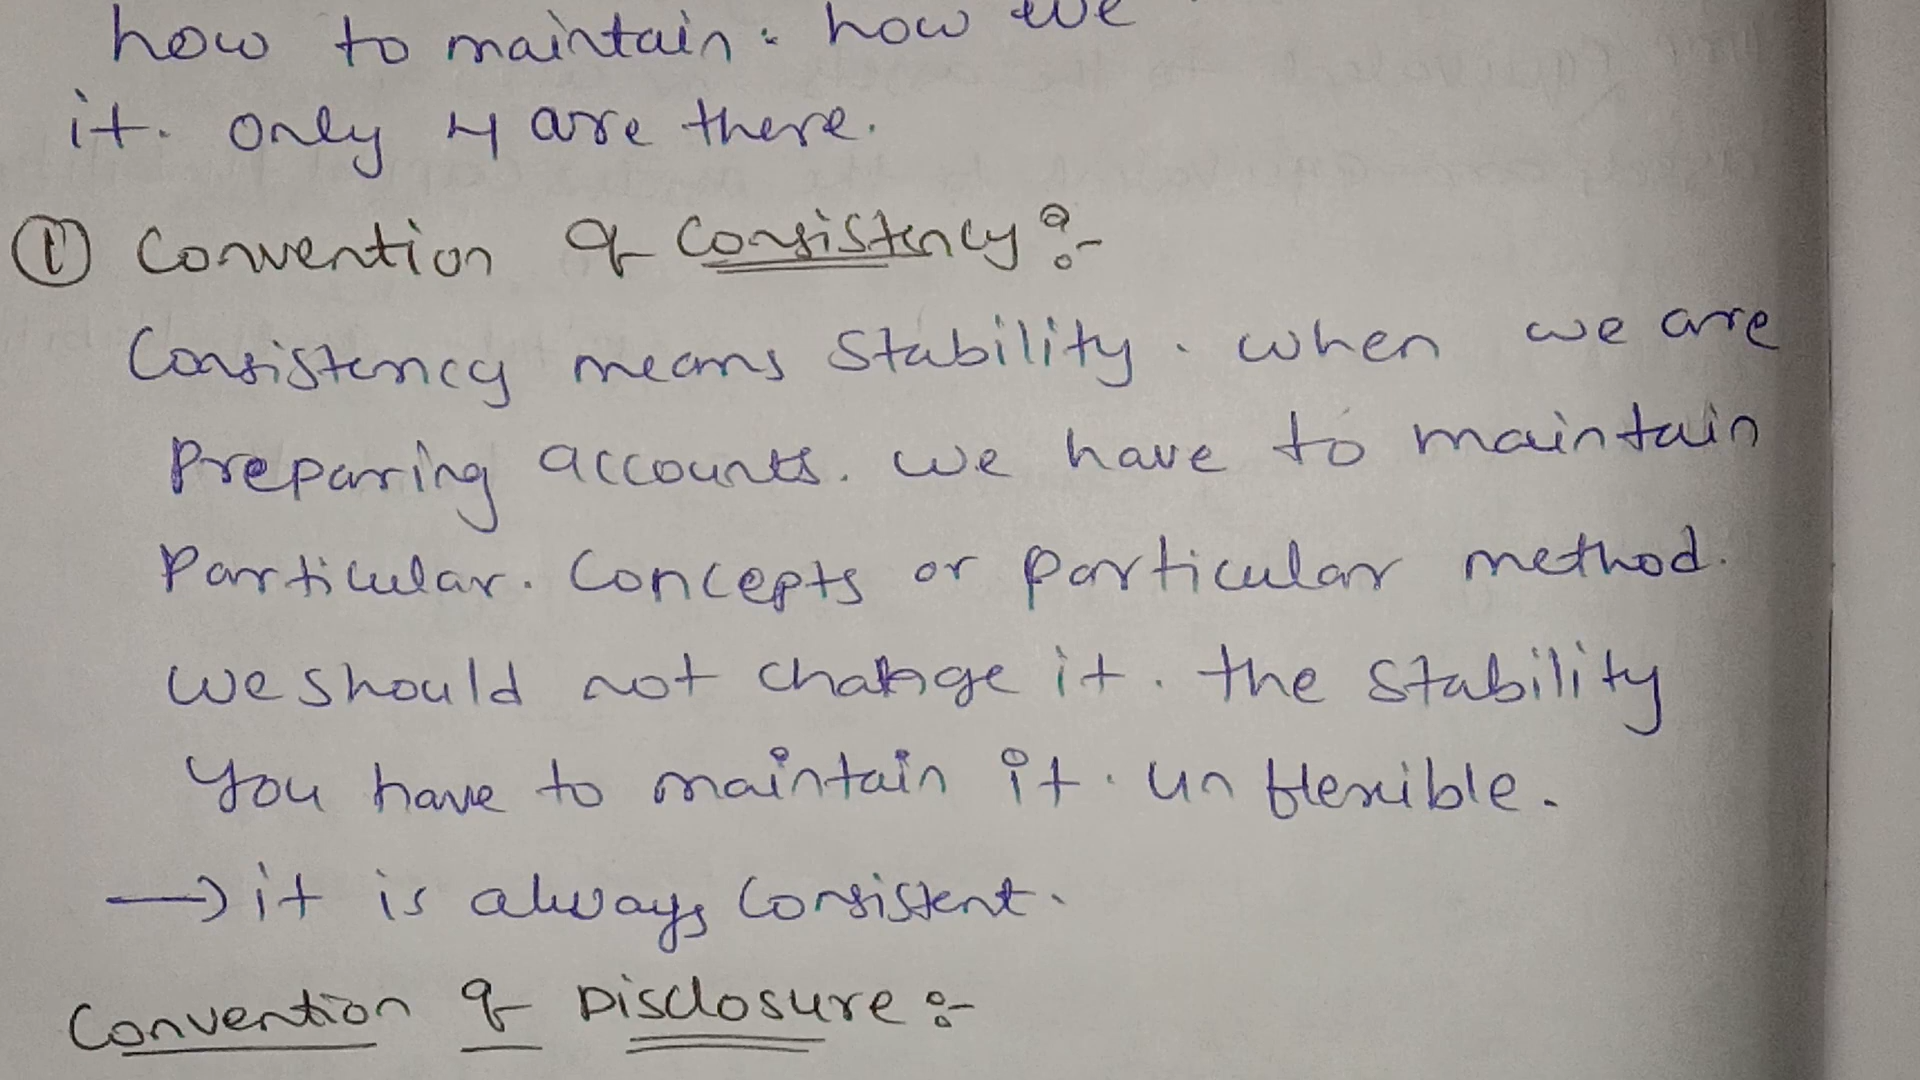 how to maintain. how we
it. only 4 are there.
① Convention of Consistency :-
Consistency means Stability. when we are
Preparing accounts. we have to maintain
Particular. Concepts or particular method.
we should not change it. the stability
You have to maintain it. un flexible.
→ it is always consistent.
Convention of Disclosure :-